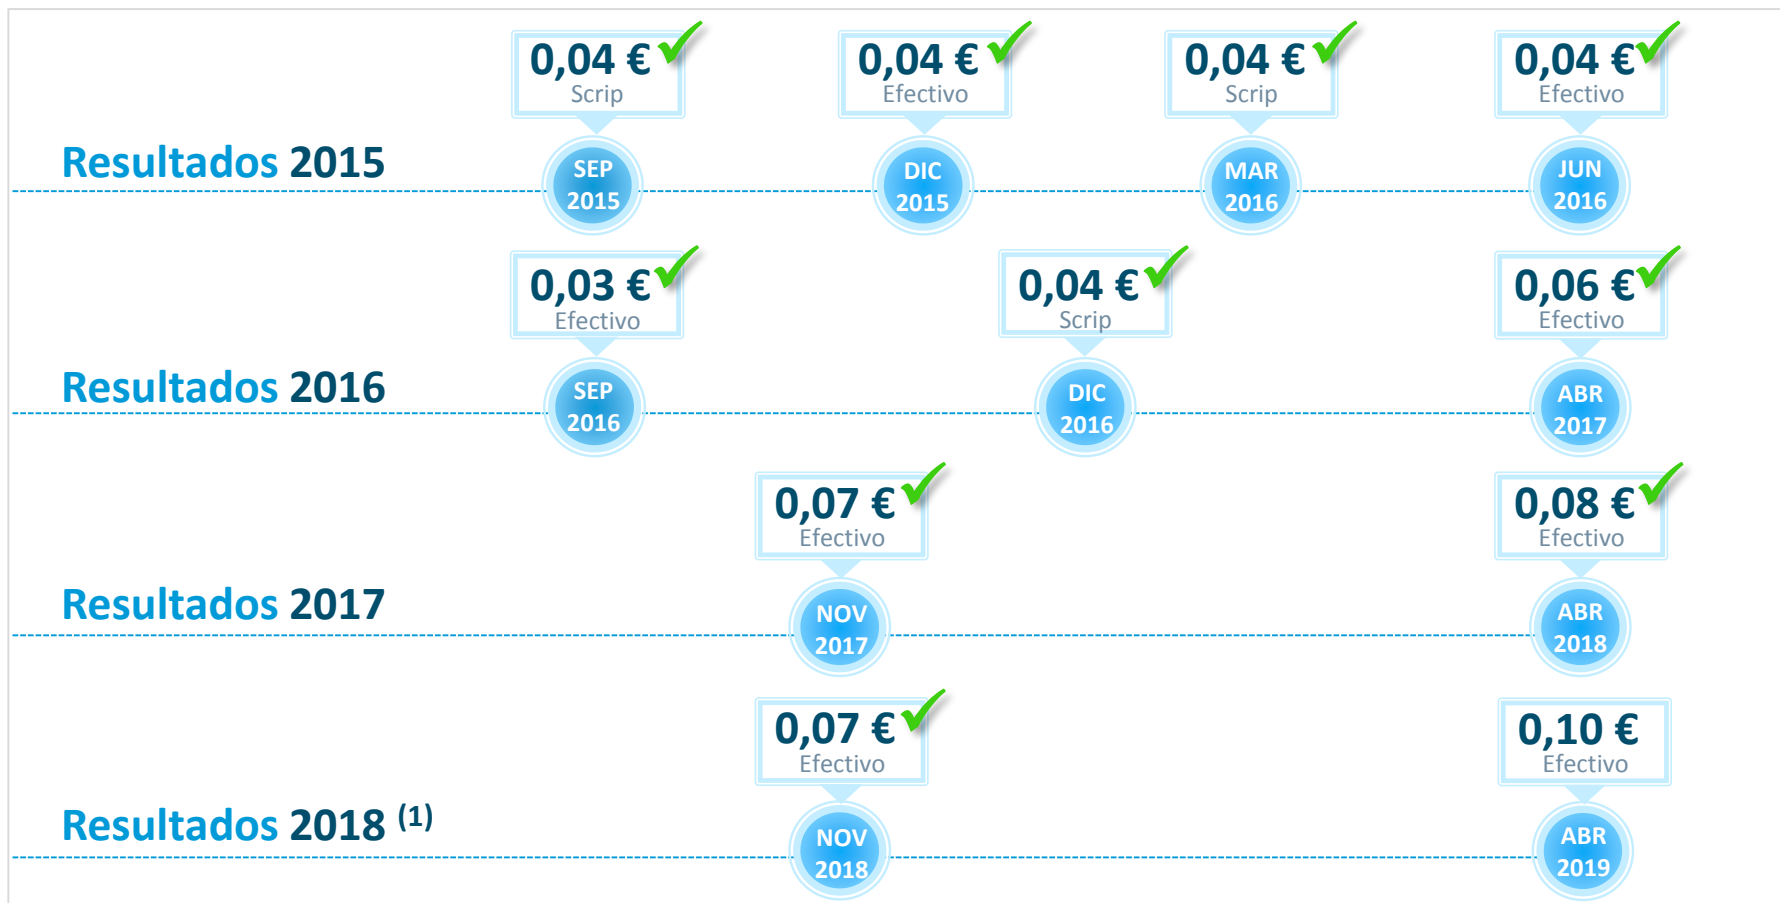 0,04 €
Scrip
0,04 €
Efectivo
0,04 €
Scrip
0,04 €
Efectivo
Resultados 2015
SEP
2015
DIC
2015
MAR
2016
JUN
2016
0,03 €
Efectivo
0,04 €
Scrip
0,06 €
Efectivo
Resultados 2016
SEP
2016
DIC
2016
ABR
2017
0,07 €
Efectivo
0,08 €
Efectivo
Resultados 2017
NOV
2017
ABR
2018
0,07 €
Efectivo
0,10 €
Efectivo
Resultados 2018 (1)
NOV
2018
ABR
2019